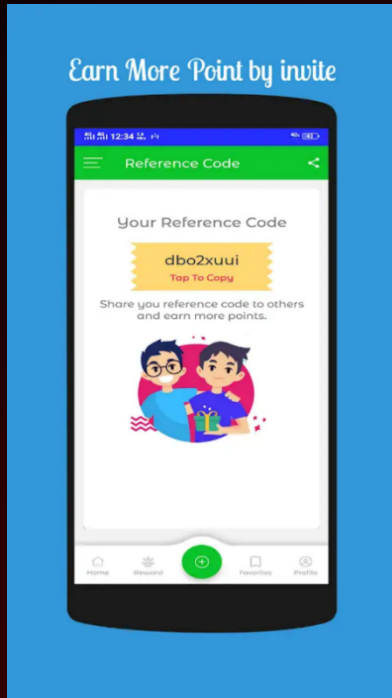 Earn More Point by invite
12:34
Reference Code
Your Reference Code
dbo2xuui
Tap To Copy
Share you reference code to others
and earn more points.
Home Reward Favorites Profile